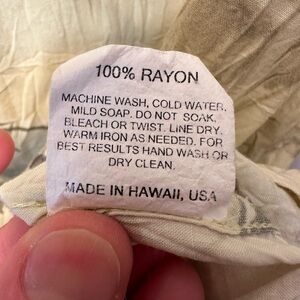 100% RAYON
MACHINE WASH, COLD WATER,
MILD SOAP. DO NOT SOAK,
BLEACH OR TWIST. LINE DRY.
WARM IRON AS NEEDED. FOR
BEST RESULTS HAND WASH OR
DRY CLEAN.
MADE IN HAWAII, USA